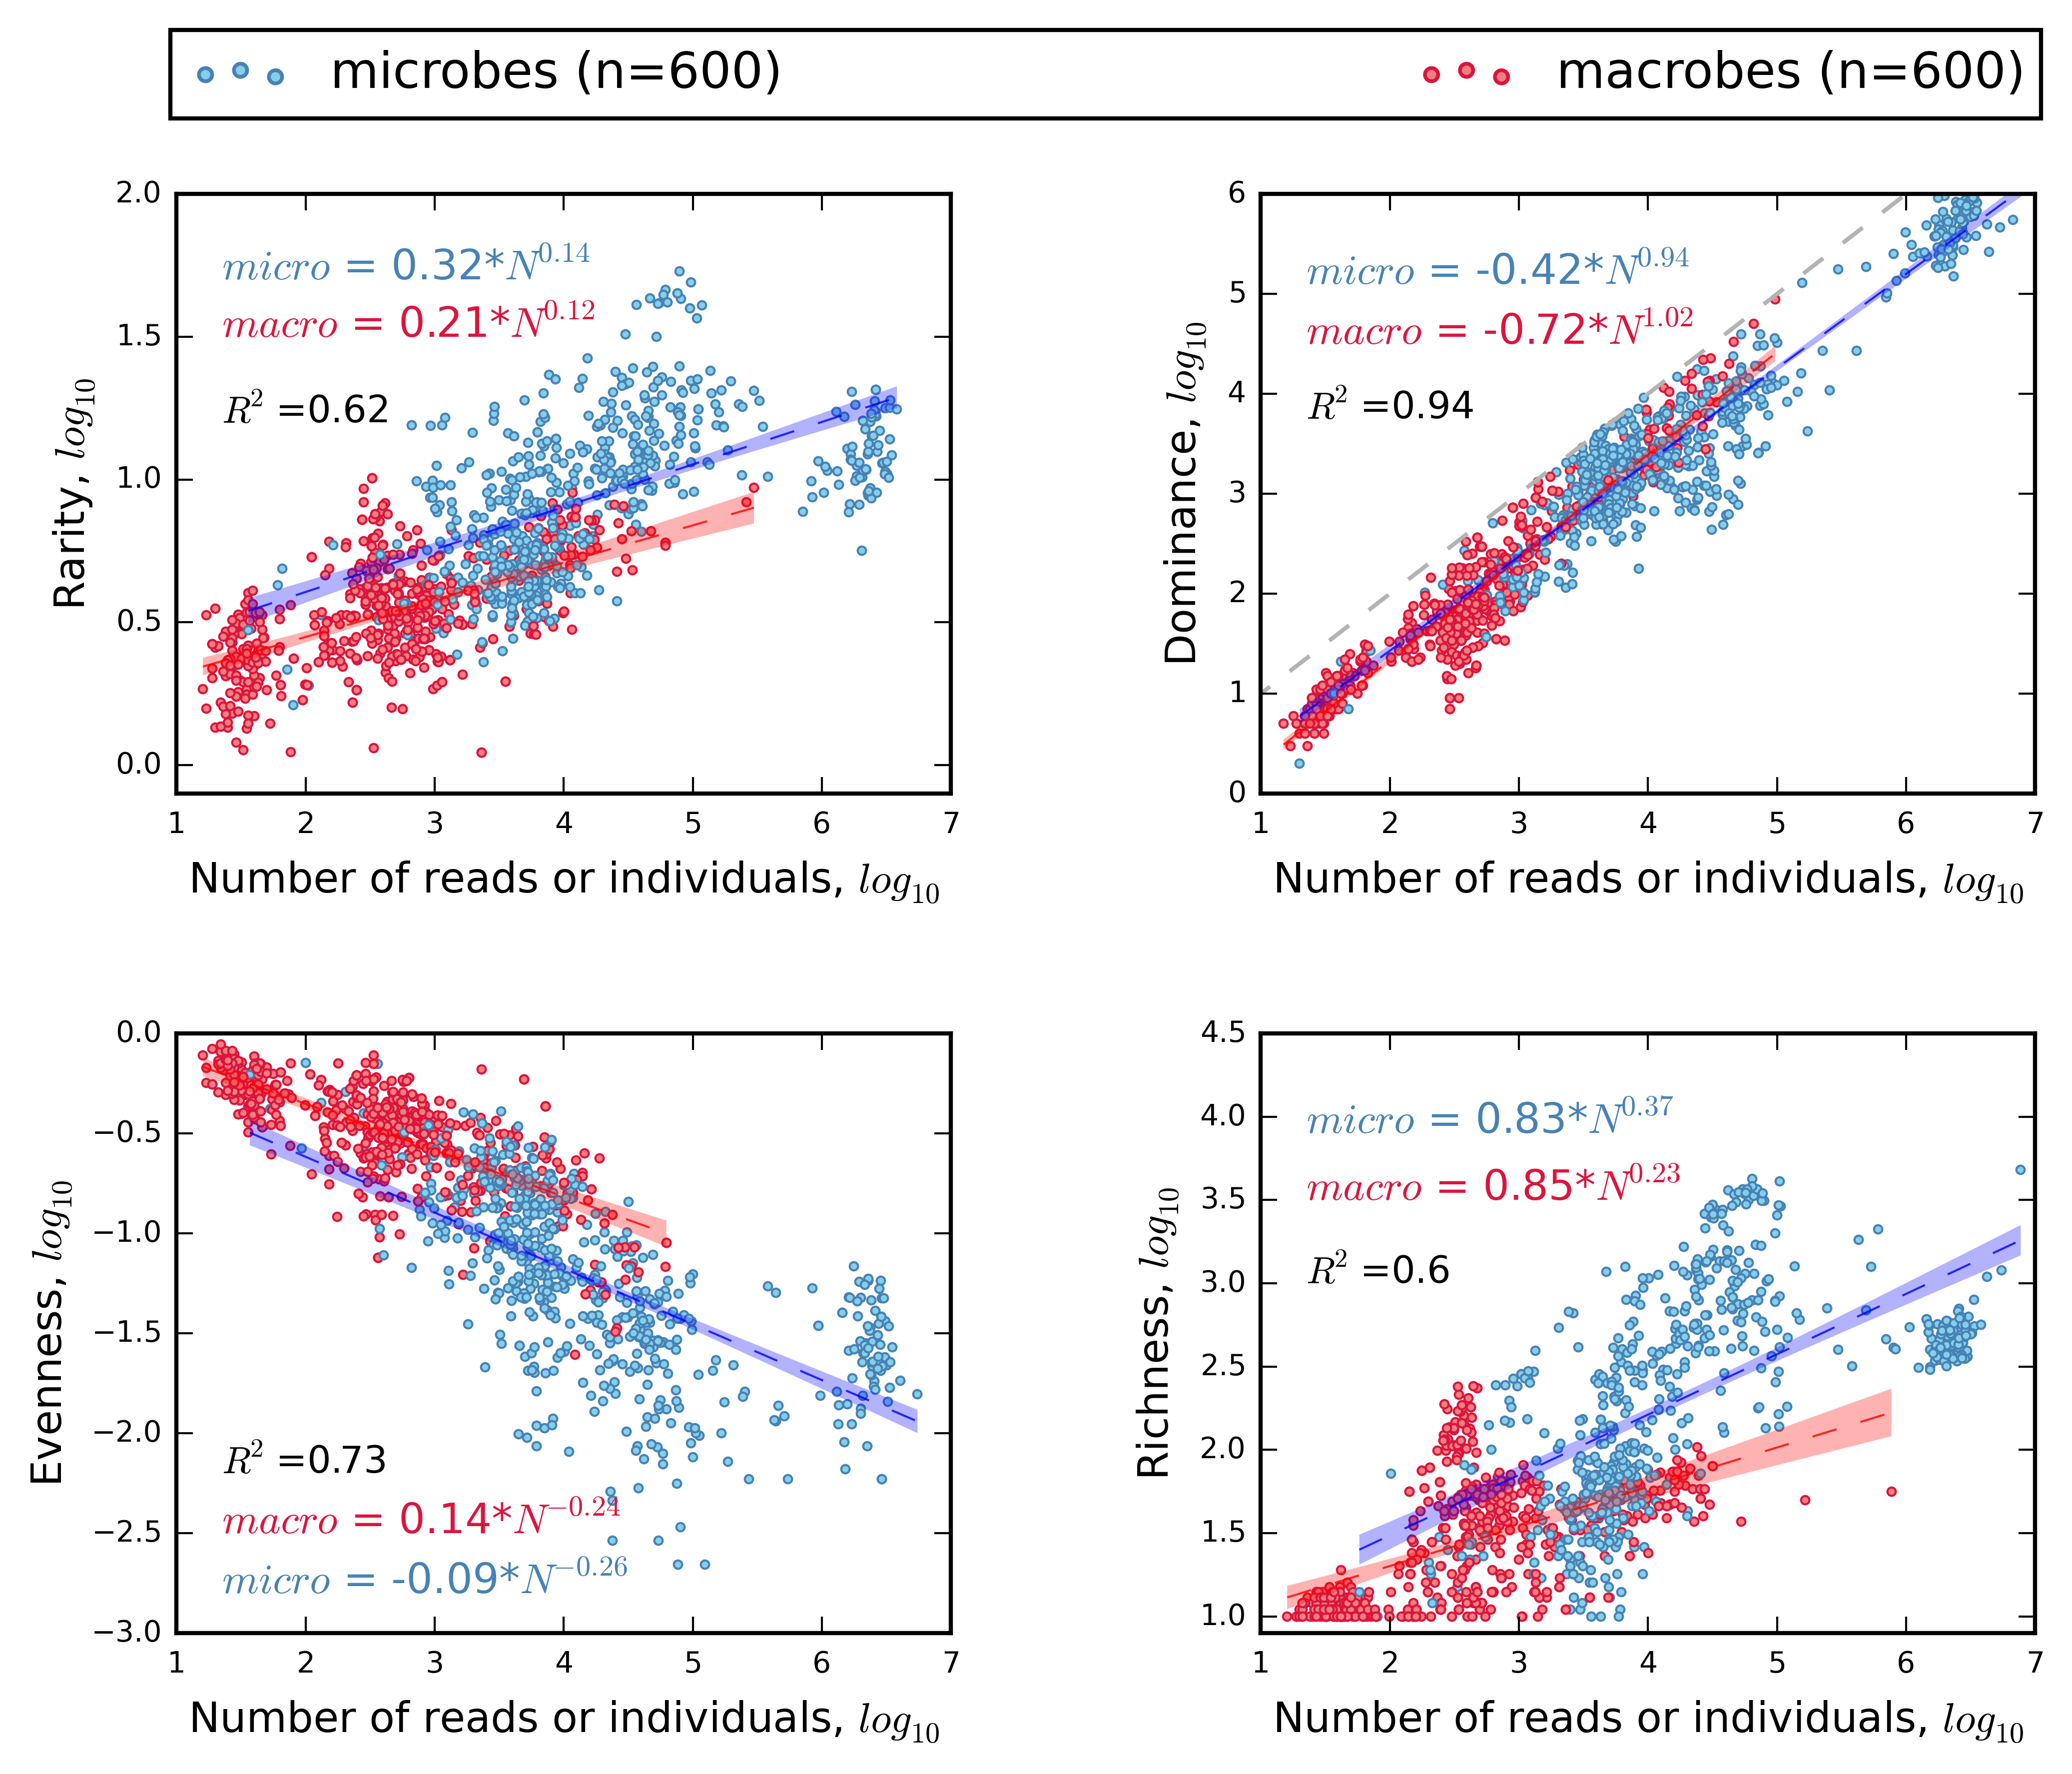 microbes (n=600) macrobes (n=600)
2.0
1.5
1.0
0.5
0.0
Rarity, log10
micro = 0.32*N^0.14
macro = 0.21*N^0.12
R^2 =0.62
1 2 3 4 5 6 7
Number of reads or individuals, log10
6
5
4
3
2
1
0
Dominance, log10
micro = -0.42*N^0.94
macro = -0.72*N^1.02
R^2 =0.94
1 2 3 4 5 6 7
Number of reads or individuals, log10
0.0
−0.5
−1.0
−1.5
−2.0
−2.5
−3.0
Evenness, log10
R^2 =0.73
macro = 0.14*N^−0.24
micro = -0.09*N^−0.26
1 2 3 4 5 6 7
Number of reads or individuals, log10
4.5
4.0
3.5
3.0
2.5
2.0
1.5
1.0
Richness, log10
micro = 0.83*N^0.37
macro = 0.85*N^0.23
R^2 =0.6
1 2 3 4 5 6 7
Number of reads or individuals, log10